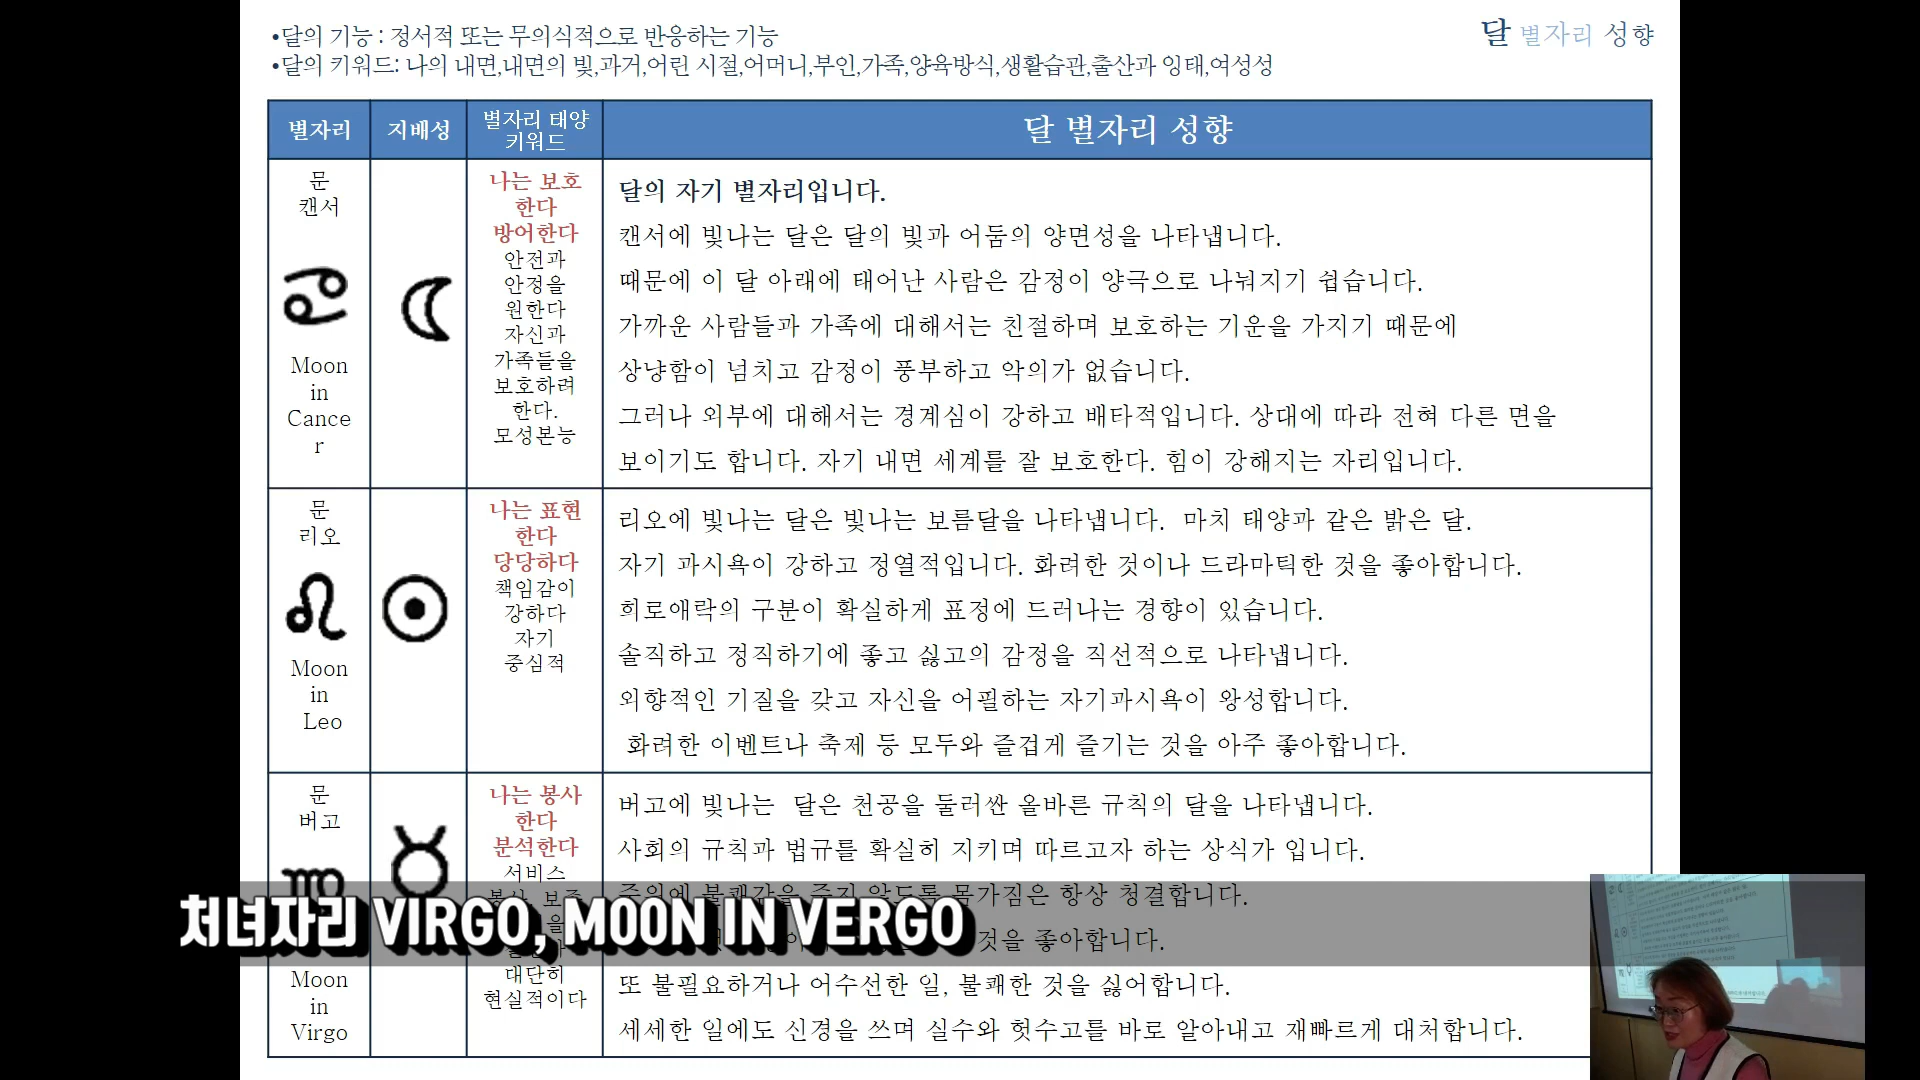 •달의 기능 : 정서적 또는 무의식적으로 반응하는 기능
달 별자리 성향
•달의 키워드: 나의 내면,내면의 빛,과거,어린 시절,어머니,부인,가족,양육방식,생활습관,출산과 잉태,여성성
별자리
지배성
별자리 태양
키워드
달 별자리 성향
문
캔서
Moon
in
Cance
r
나는 보호
한다
방어한다
안전과
안정을
원한다
자신과
가족들을
보호하려
한다.
모성본능
달의 자기 별자리입니다.
캔서에 빛나는 달은 달의 빛과 어둠의 양면성을 나타냅니다.
때문에 이 달 아래에 태어난 사람은 감정이 양극으로 나눠지기 쉽습니다.
가까운 사람들과 가족에 대해서는 친절하며 보호하는 기운을 가지기 때문에
상냥함이 넘치고 감정이 풍부하고 악의가 없습니다.
그러나 외부에 대해서는 경계심이 강하고 배타적입니다. 상대에 따라 전혀 다른 면을
보이기도 합니다. 자기 내면 세계를 잘 보호한다. 힘이 강해지는 자리입니다.
문
리오
Moon
in
Leo
나는 표현
한다
당당하다
책임감이
강하다
자기
중심적
리오에 빛나는 달은 빛나는 보름달을 나타냅니다. 마치 태양과 같은 밝은 달.
자기 과시욕이 강하고 정열적입니다. 화려한 것이나 드라마틱한 것을 좋아합니다.
희로애락의 구분이 확실하게 표정에 드러나는 경향이 있습니다.
솔직하고 정직하기에 좋고 싫고의 감정을 직선적으로 나타냅니다.
외향적인 기질을 갖고 자신을 어필하는 자기과시욕이 왕성합니다.
화려한 이벤트나 축제 등 모두와 즐겁게 즐기는 것을 아주 좋아합니다.
문
버고
Moon
in
Virgo
나는 봉사
한다
분석한다
서비스
대단히
현실적이다
버고에 빛나는 달은 천공을 둘러싼 올바른 규칙의 달을 나타냅니다.
사회의 규칙과 법규를 확실히 지키며 따르고자 하는 상식가 입니다.
주위에 불쾌감을 주지 않도록 몸가짐은 항상 청결합니다.
것을 좋아합니다.
또 불필요하거나 어수선한 일, 불쾌한 것을 싫어합니다.
세세한 일에도 신경을 쓰며 실수와 헛수고를 바로 알아내고 재빠르게 대처합니다.
처녀자리 VIRGO, MOON IN VERGO